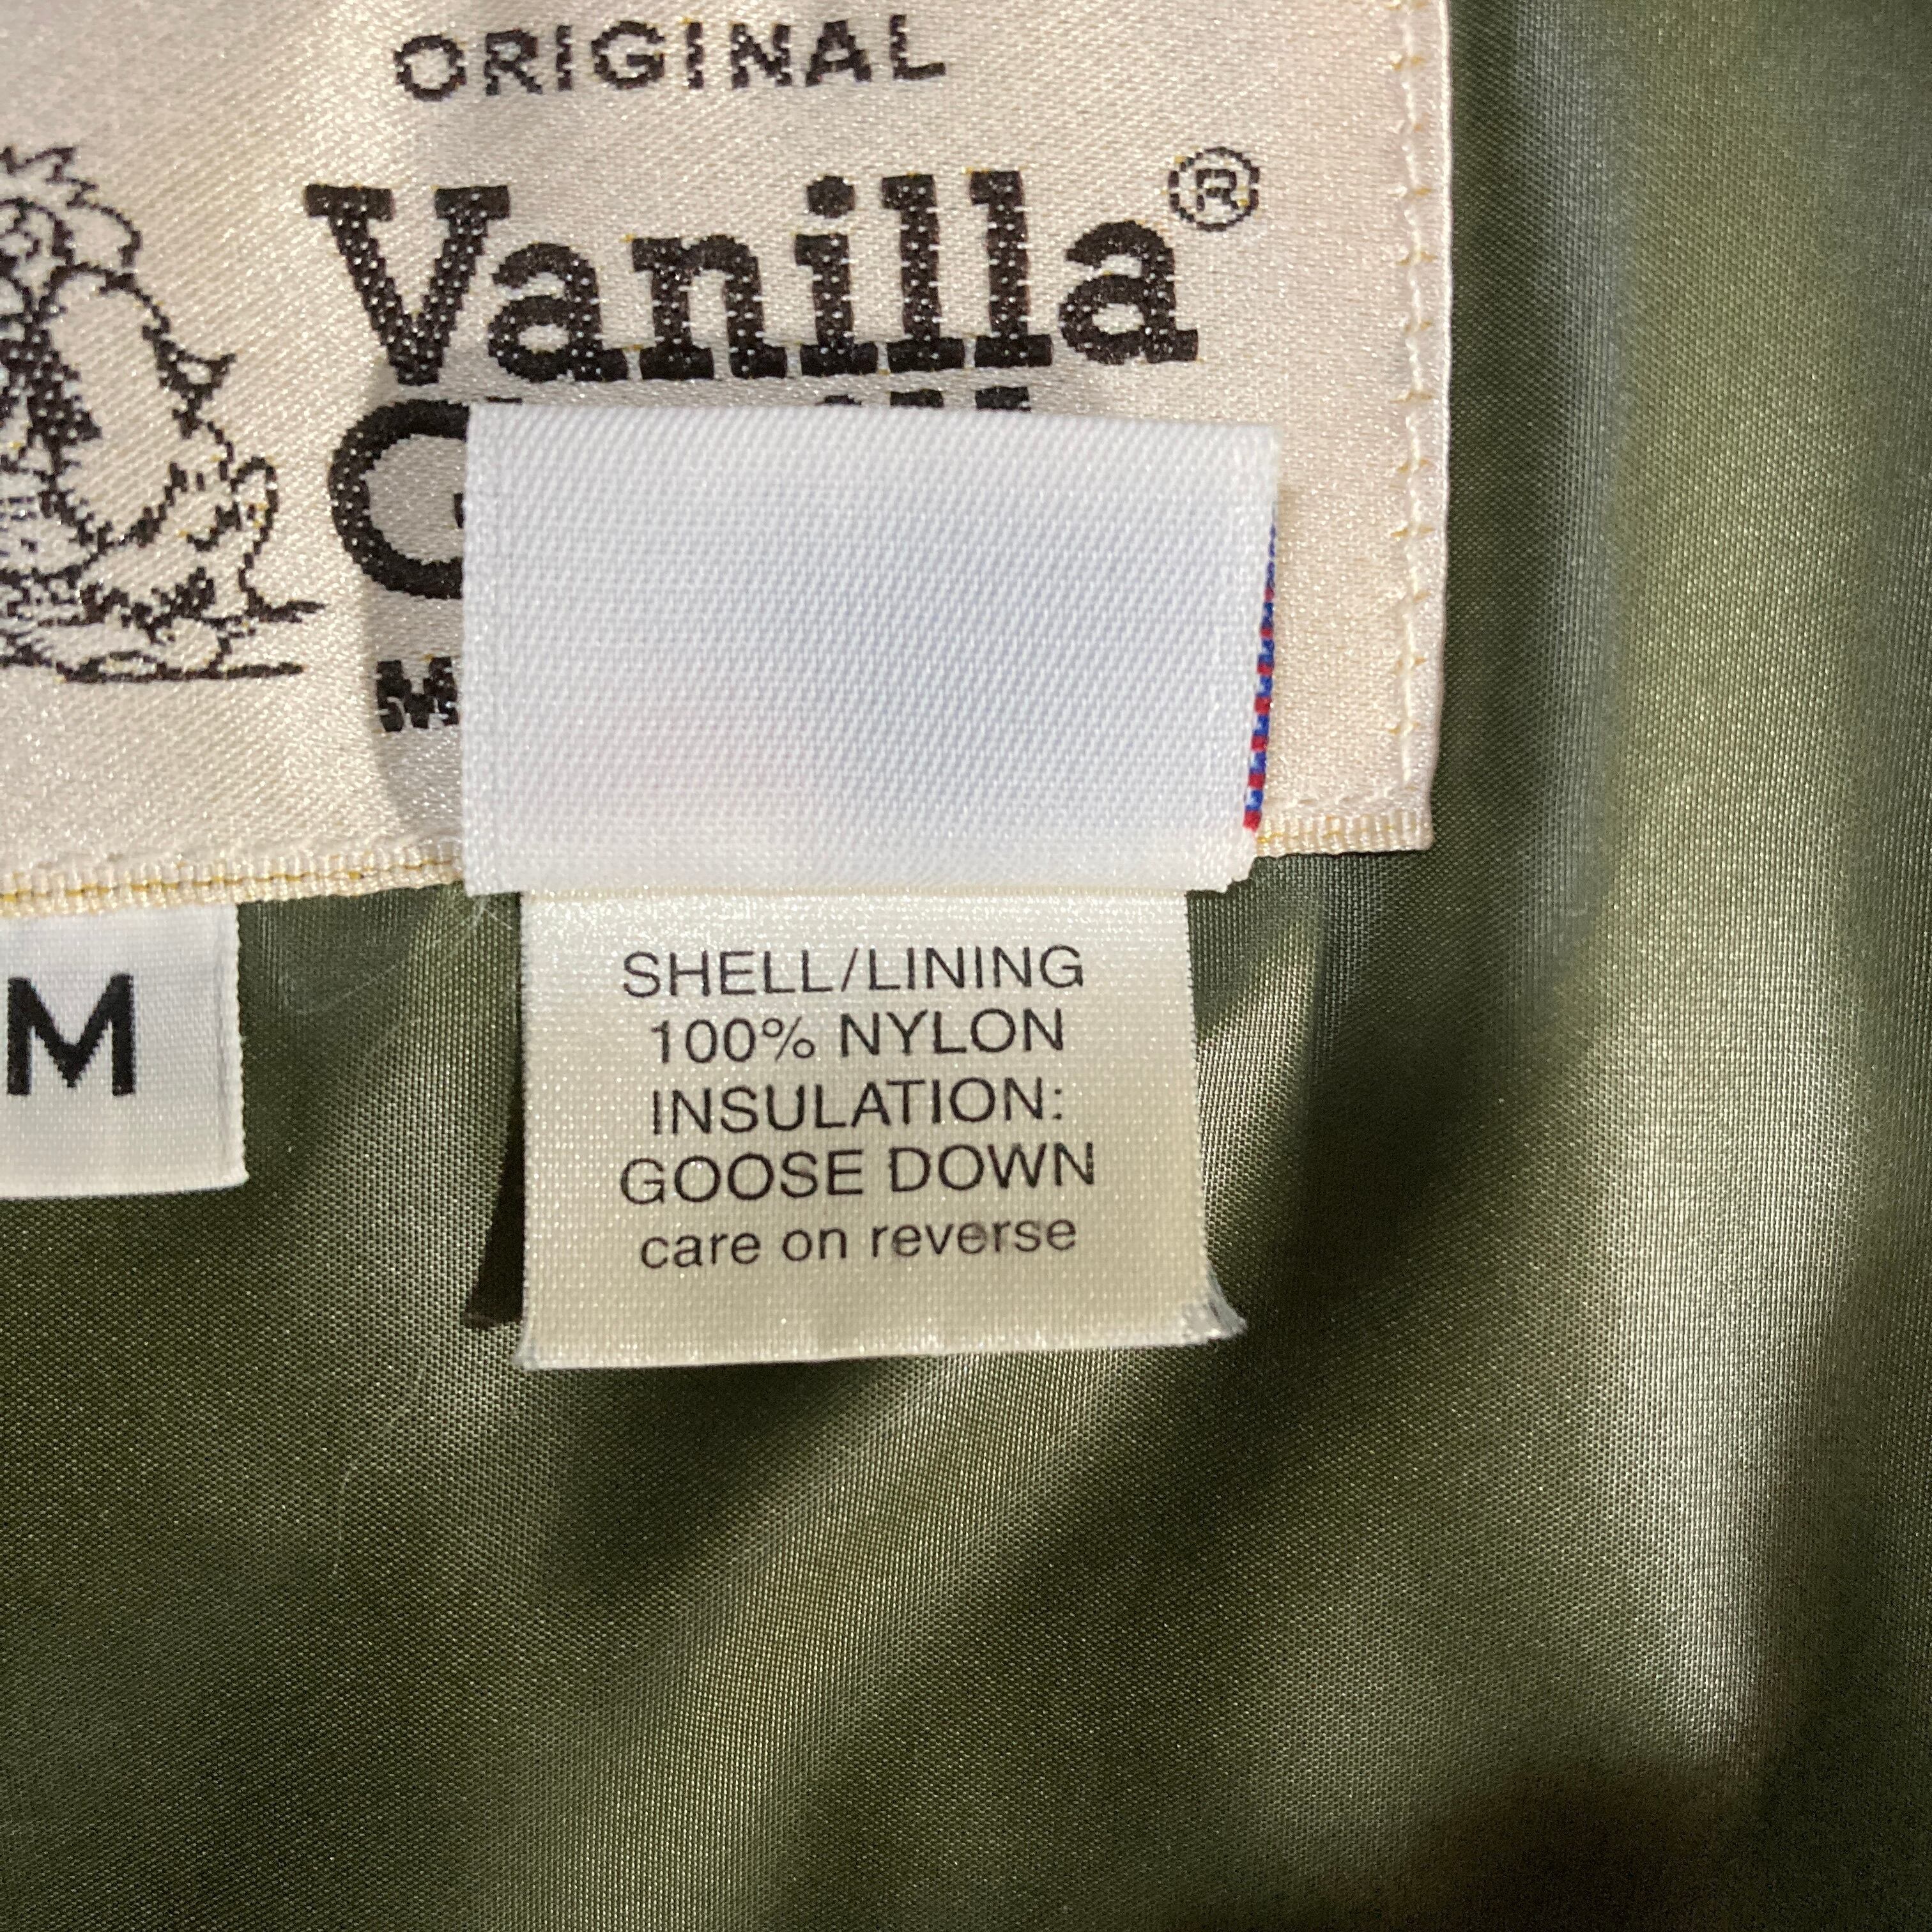 ORIGINAL
Vanilla®
M
SHELL/LINING
100% NYLON
INSULATION:
GOOSE DOWN
care on reverse